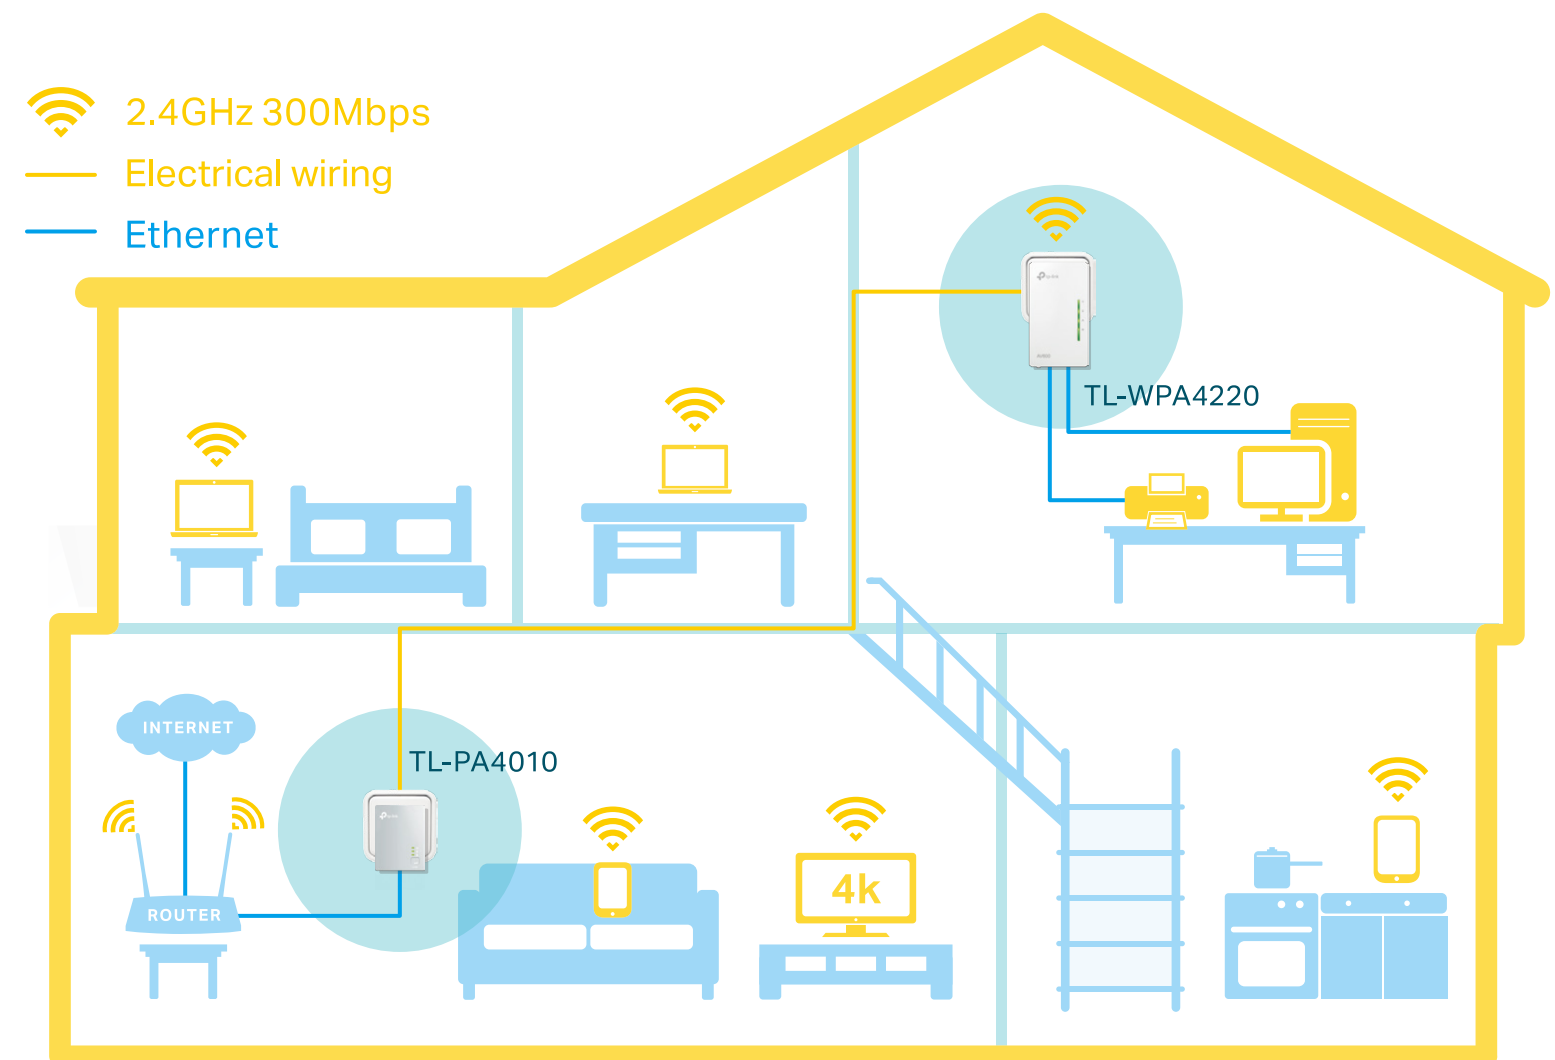 2.4GHz 300Mbps
Electrical wiring
Ethernet
TL-WPA4220
INTERNET
TL-PA4010
4k
ROUTER